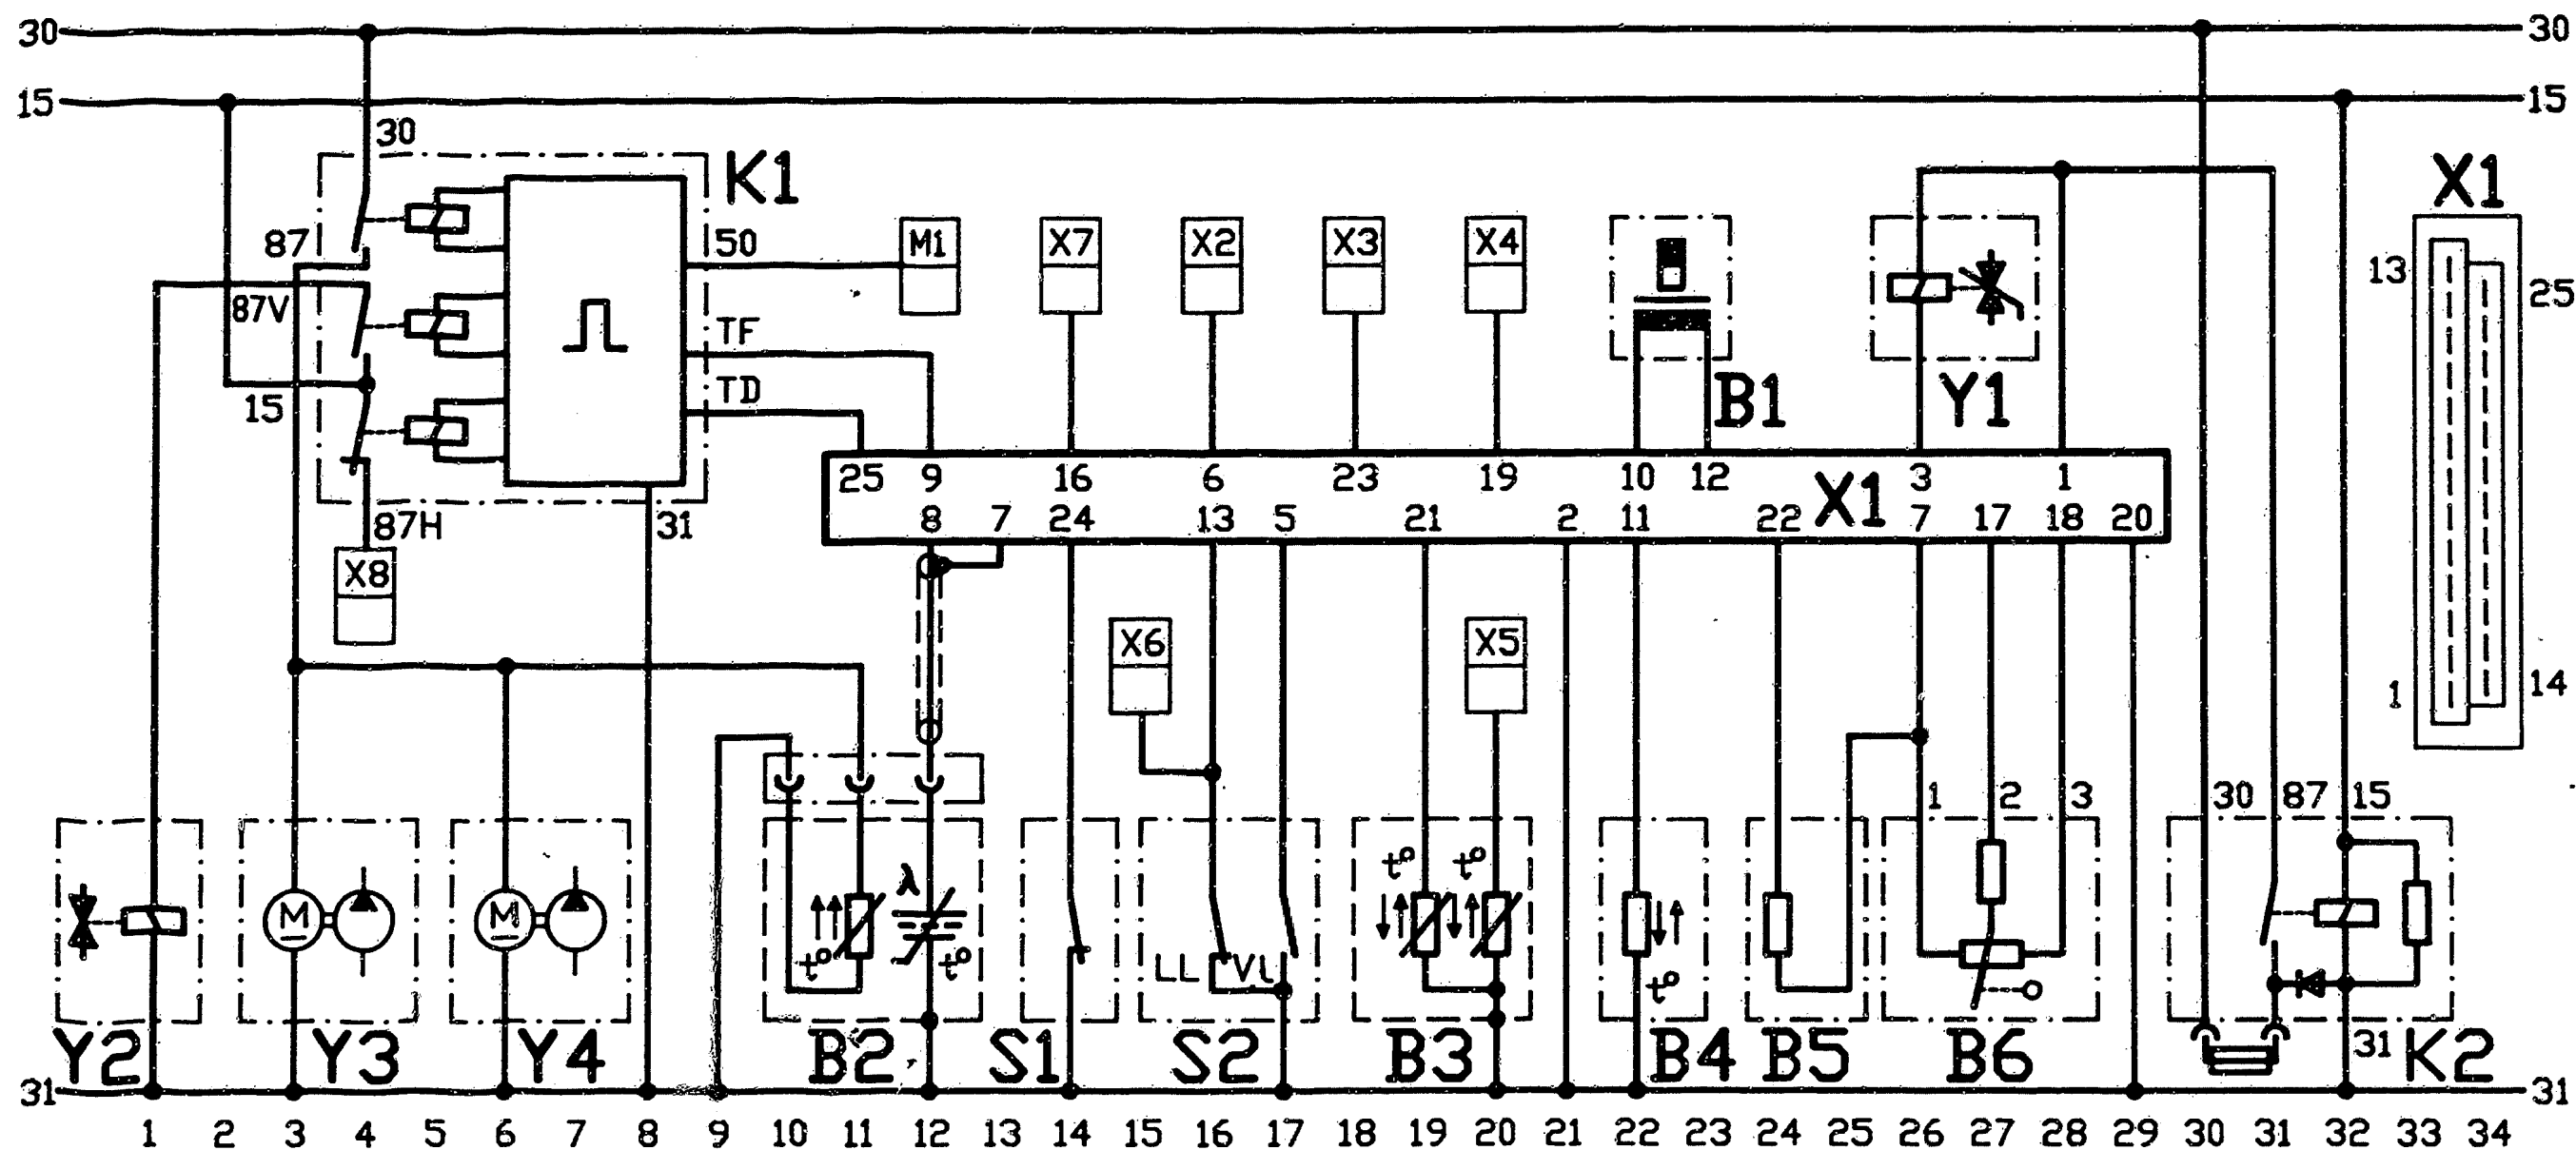 30 30
15 15
30
K1 X1
87 50 M1 X7 X2 X3 X4
13 25
87V
TF
TD
15 B1 Y1
25 9 16 6 23 19 10 12 X1 3 1
8 7 24 13 5 21 2 11 22 7 17 18 20
87H 31
X8
X6 X5
1 14
1 2 3 30 87 15
t° t°
λ
M M
t° t° LL VL t°
Y2 Y3 Y4 B2 S1 S2 B3 B4 B5 B6 31 K2
31 31
1 2 3 4 5 6 7 8 9 10 11 12 13 14 15 16 17 18 19 20 21 22 23 24 25 26 27 28 29 30 31 32 33 34